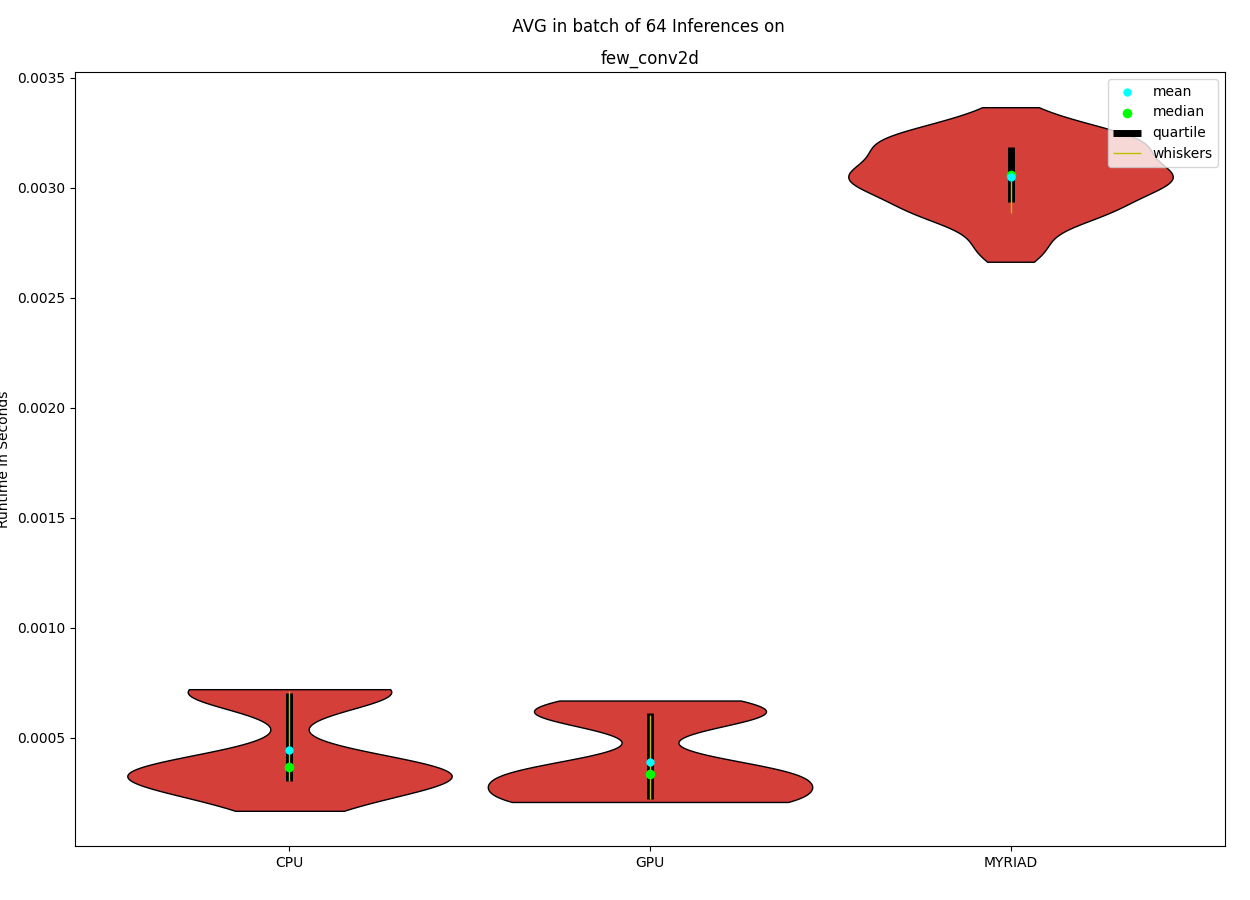 AVG in batch of 64 Inferences on
few_conv2d
0.0035
0.0030
0.0025
0.0020
0.0015
0.0010
0.0005
Runtime in Seconds
mean
median
quartile
whiskers
CPU
GPU
MYRIAD